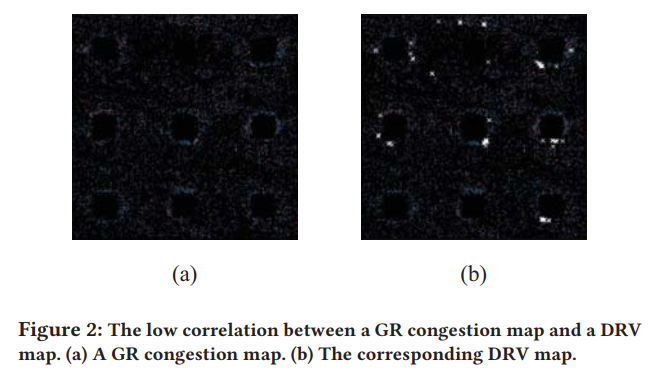 (a)
(b)
Figure 2: The low correlation between a GR congestion map and a DRV
map. (a) A GR congestion map. (b) The corresponding DRV map.